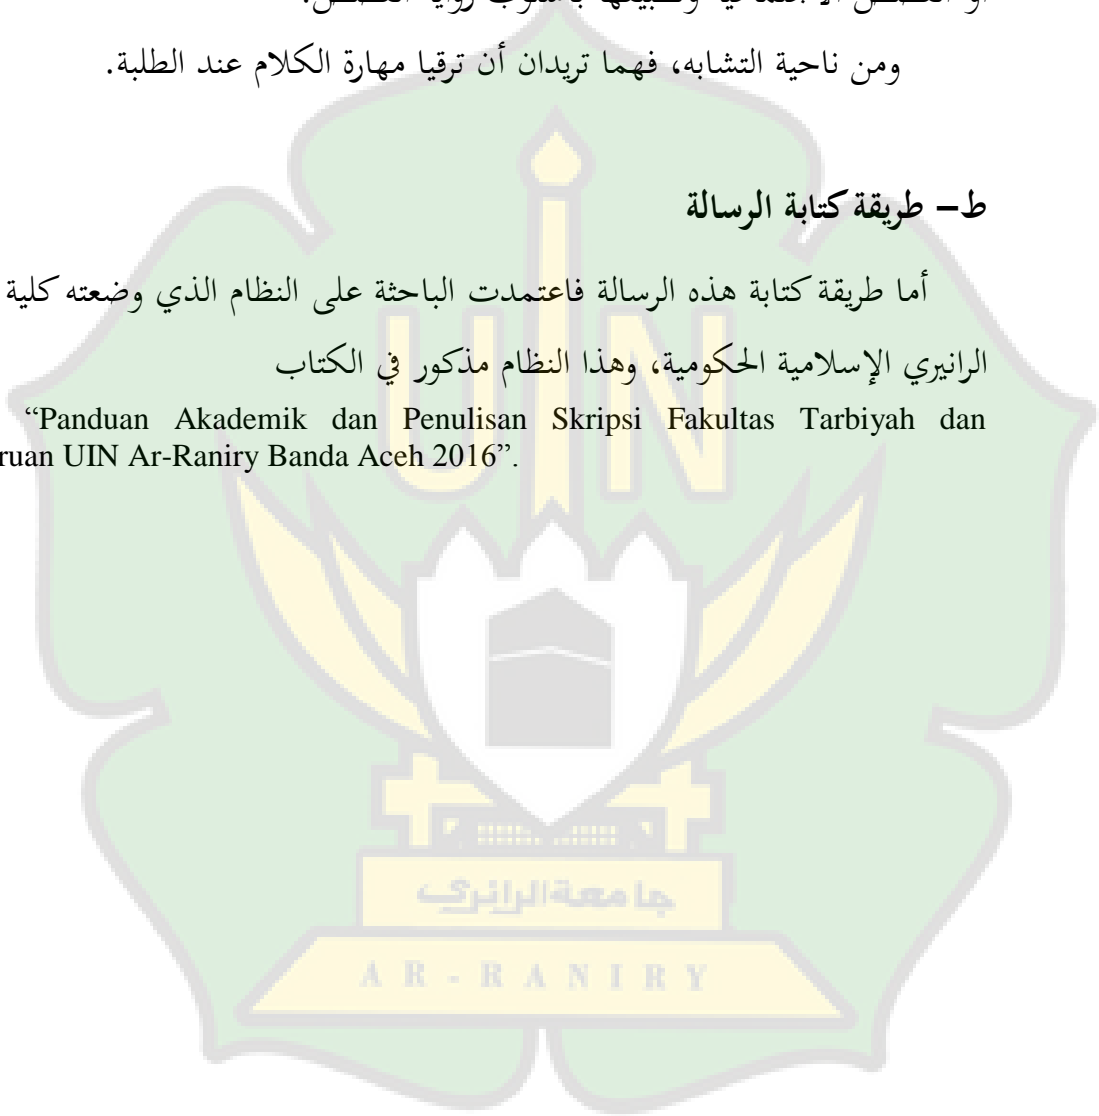 ومن ناحية التشابه، فهما تريدان أن ترقيا مهارة الكلام عند الطلبة.
ط– طريقة كتابة الرسالة
أما طريقة كتابة هذه الرسالة فاعتمدت الباحثة على النظام الذي وضعته كلية
الرانيري الإسلامية الحكومية، وهذا النظام مذكور في الكتاب
“Panduan Akademik dan Penulisan Skripsi Fakultas Tarbiyah dan
ruan UIN Ar-Raniry Banda Aceh 2016”.
UIN
جامعة الرانري
AR-RANIRY